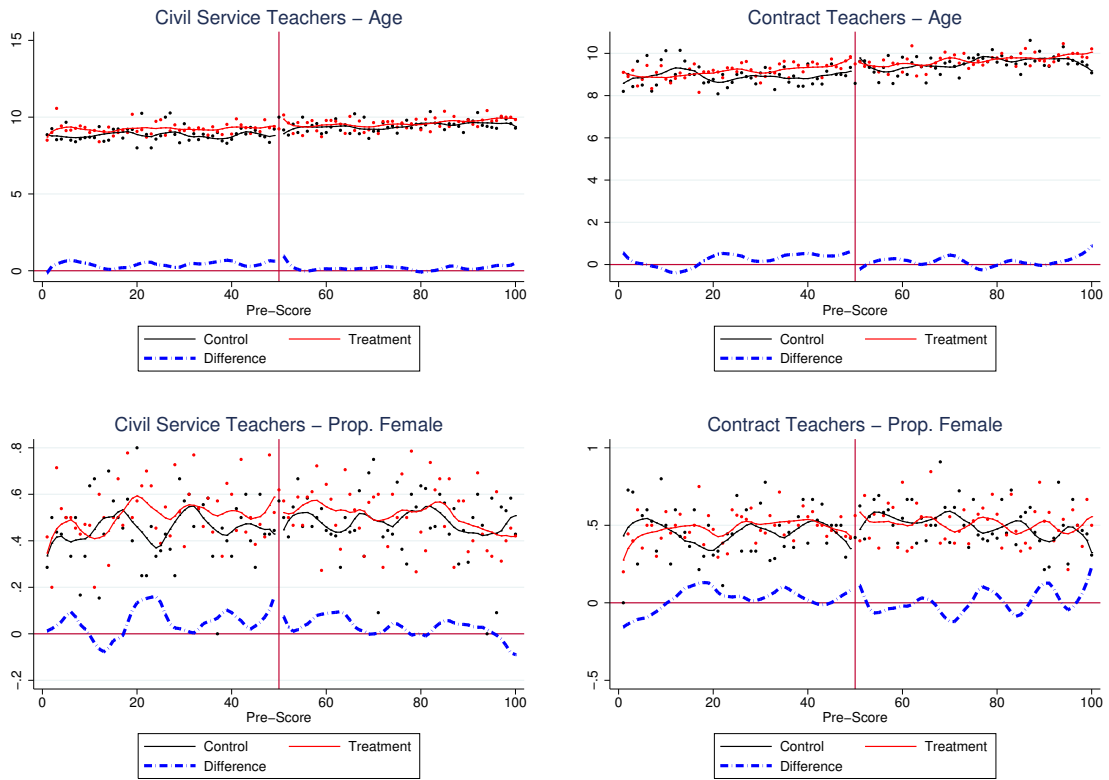 Civil Service Teachers − Age
15
10
5
0
0 20 40 60 80 100
Pre−Score
Control Treatment
Difference
Contract Teachers − Age
10
8
6
4
2
0
0 20 40 60 80 100
Pre−Score
Control Treatment
Difference
Civil Service Teachers − Prop. Female
.8
.6
.4
.2
0
−.2
0 20 40 60 80 100
Pre−Score
Control Treatment
Difference
Contract Teachers − Prop. Female
1
.5
0
−.5
0 20 40 60 80 100
Pre−Score
Control Treatment
Difference